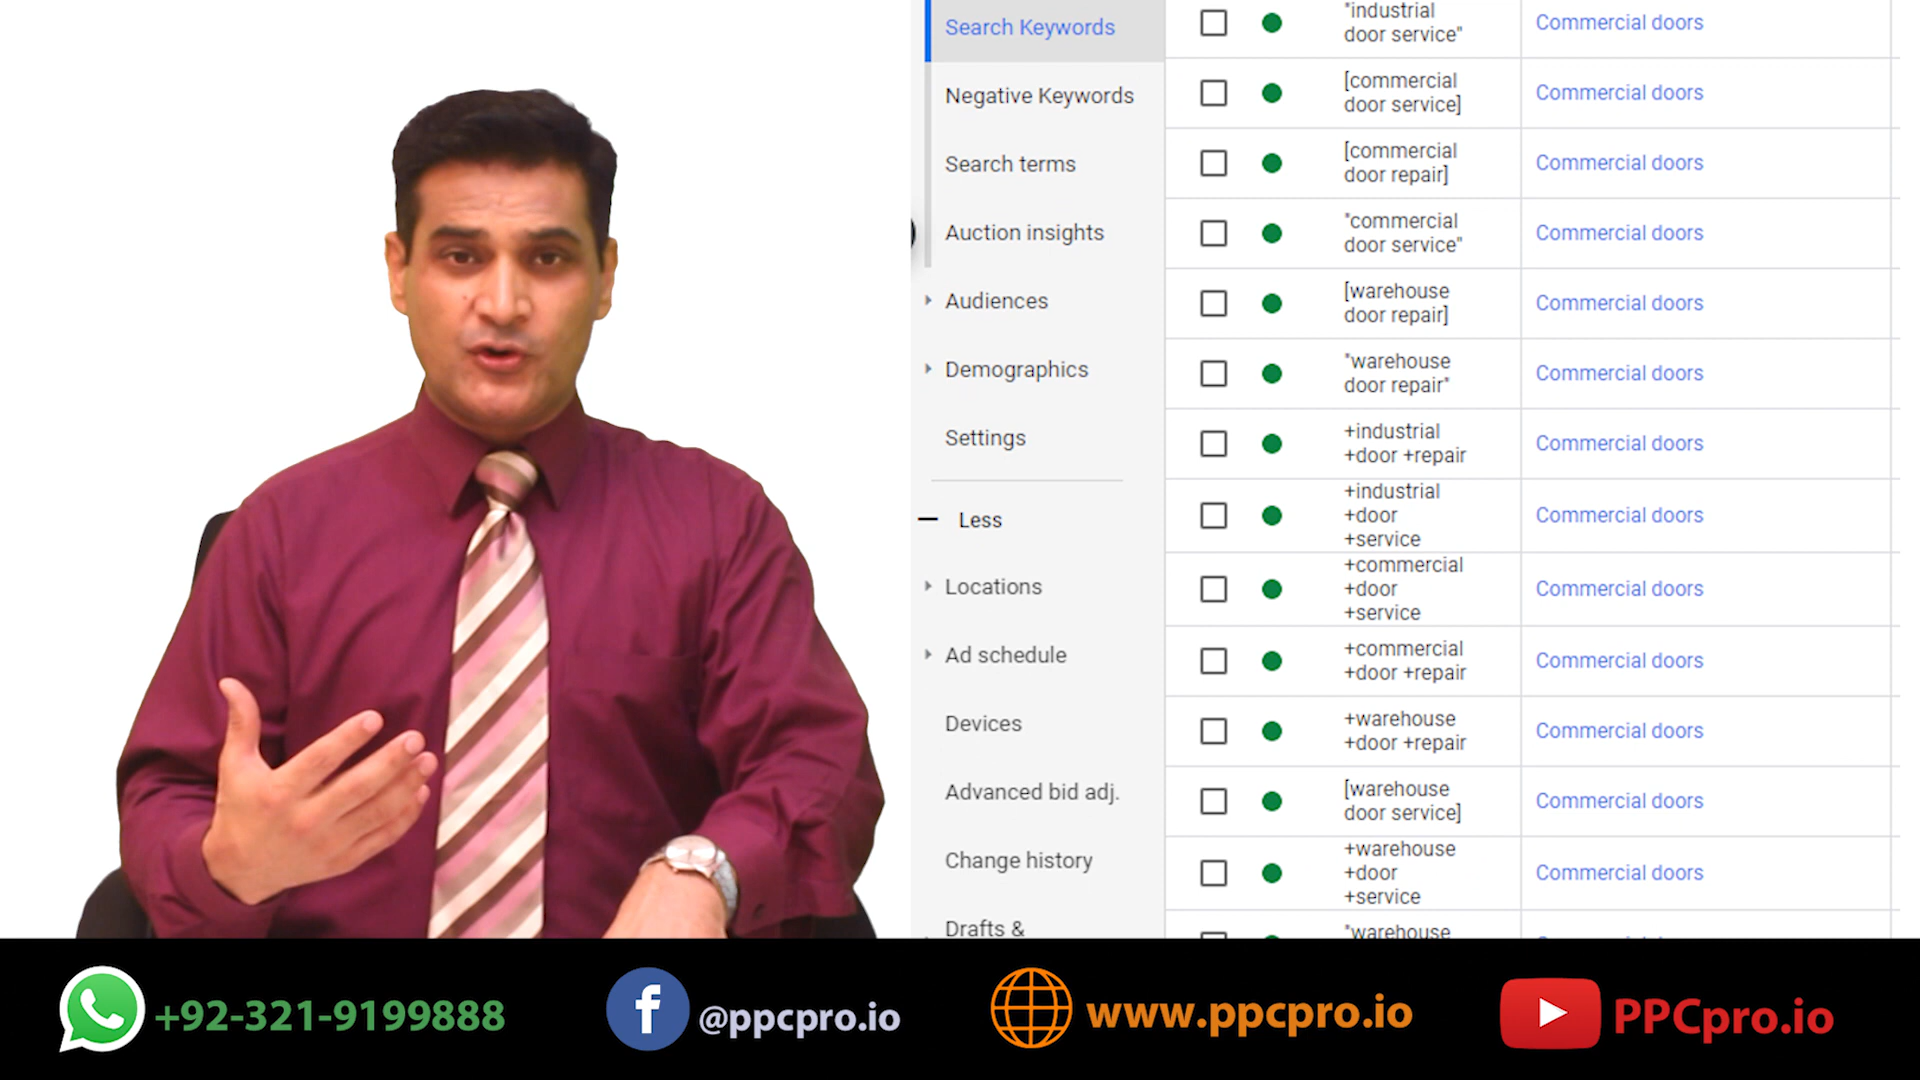 Search Keywords
Negative Keywords
Search terms
Auction insights
Audiences
Demographics
Settings
Less
Locations
Ad schedule
Devices
Advanced bid adj.
Change history
Drafts &
"industrial
door service"
Commercial doors
[commercial
door service]
Commercial doors
[commercial
door repair]
Commercial doors
"commercial
door service"
Commercial doors
[warehouse
door repair]
Commercial doors
"warehouse
door repair"
Commercial doors
+industrial
+door +repair
Commercial doors
+industrial
+door
+service
Commercial doors
+commercial
+door
+service
Commercial doors
+commercial
+door +repair
Commercial doors
+warehouse
+door +repair
Commercial doors
[warehouse
door service]
Commercial doors
+warehouse
+door
+service
Commercial doors
"warehouse
+92-321-9199888
@ppcpro.io
www.ppcpro.io
PPCpro.io